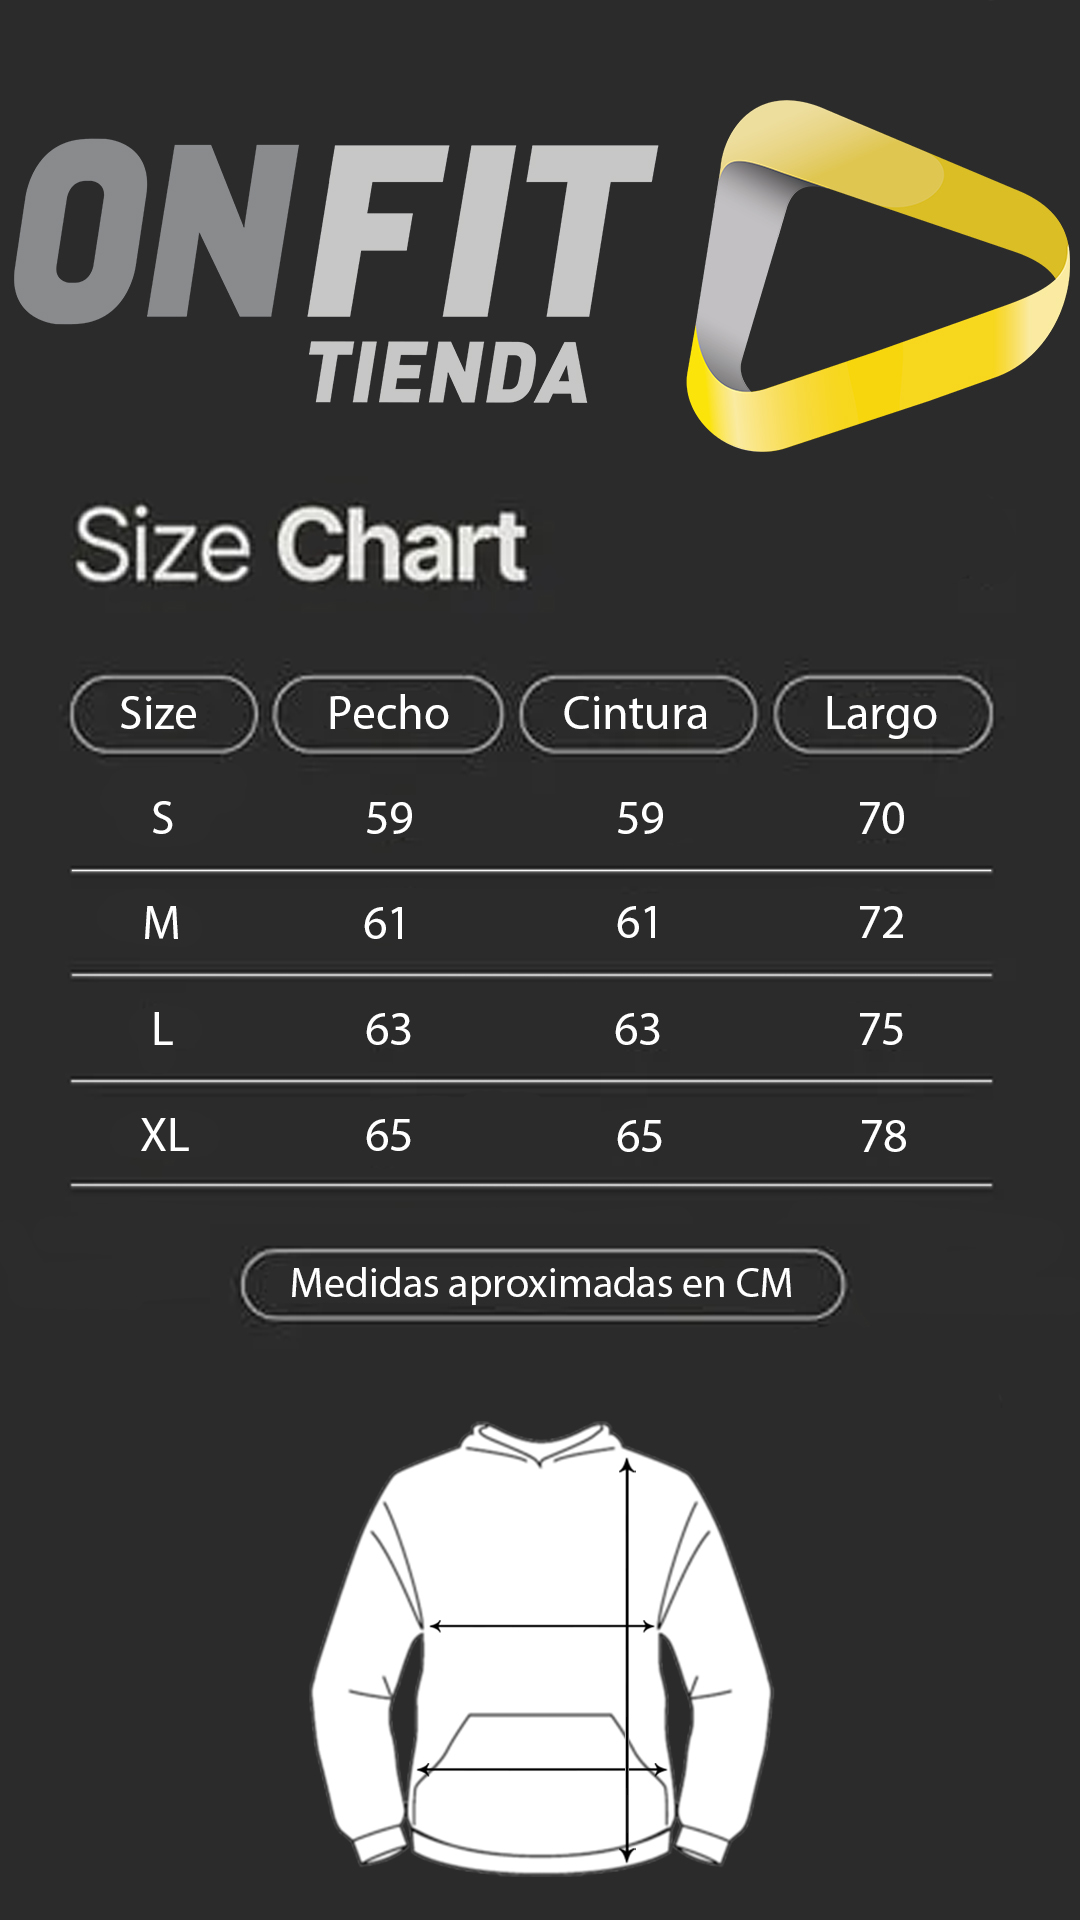 ONFIT
TIENDA
Size Chart
Size Pecho Cintura Largo
S 59 59 70
M 61 61 72
L 63 63 75
XL 65 65 78
Medidas aproximadas en CM